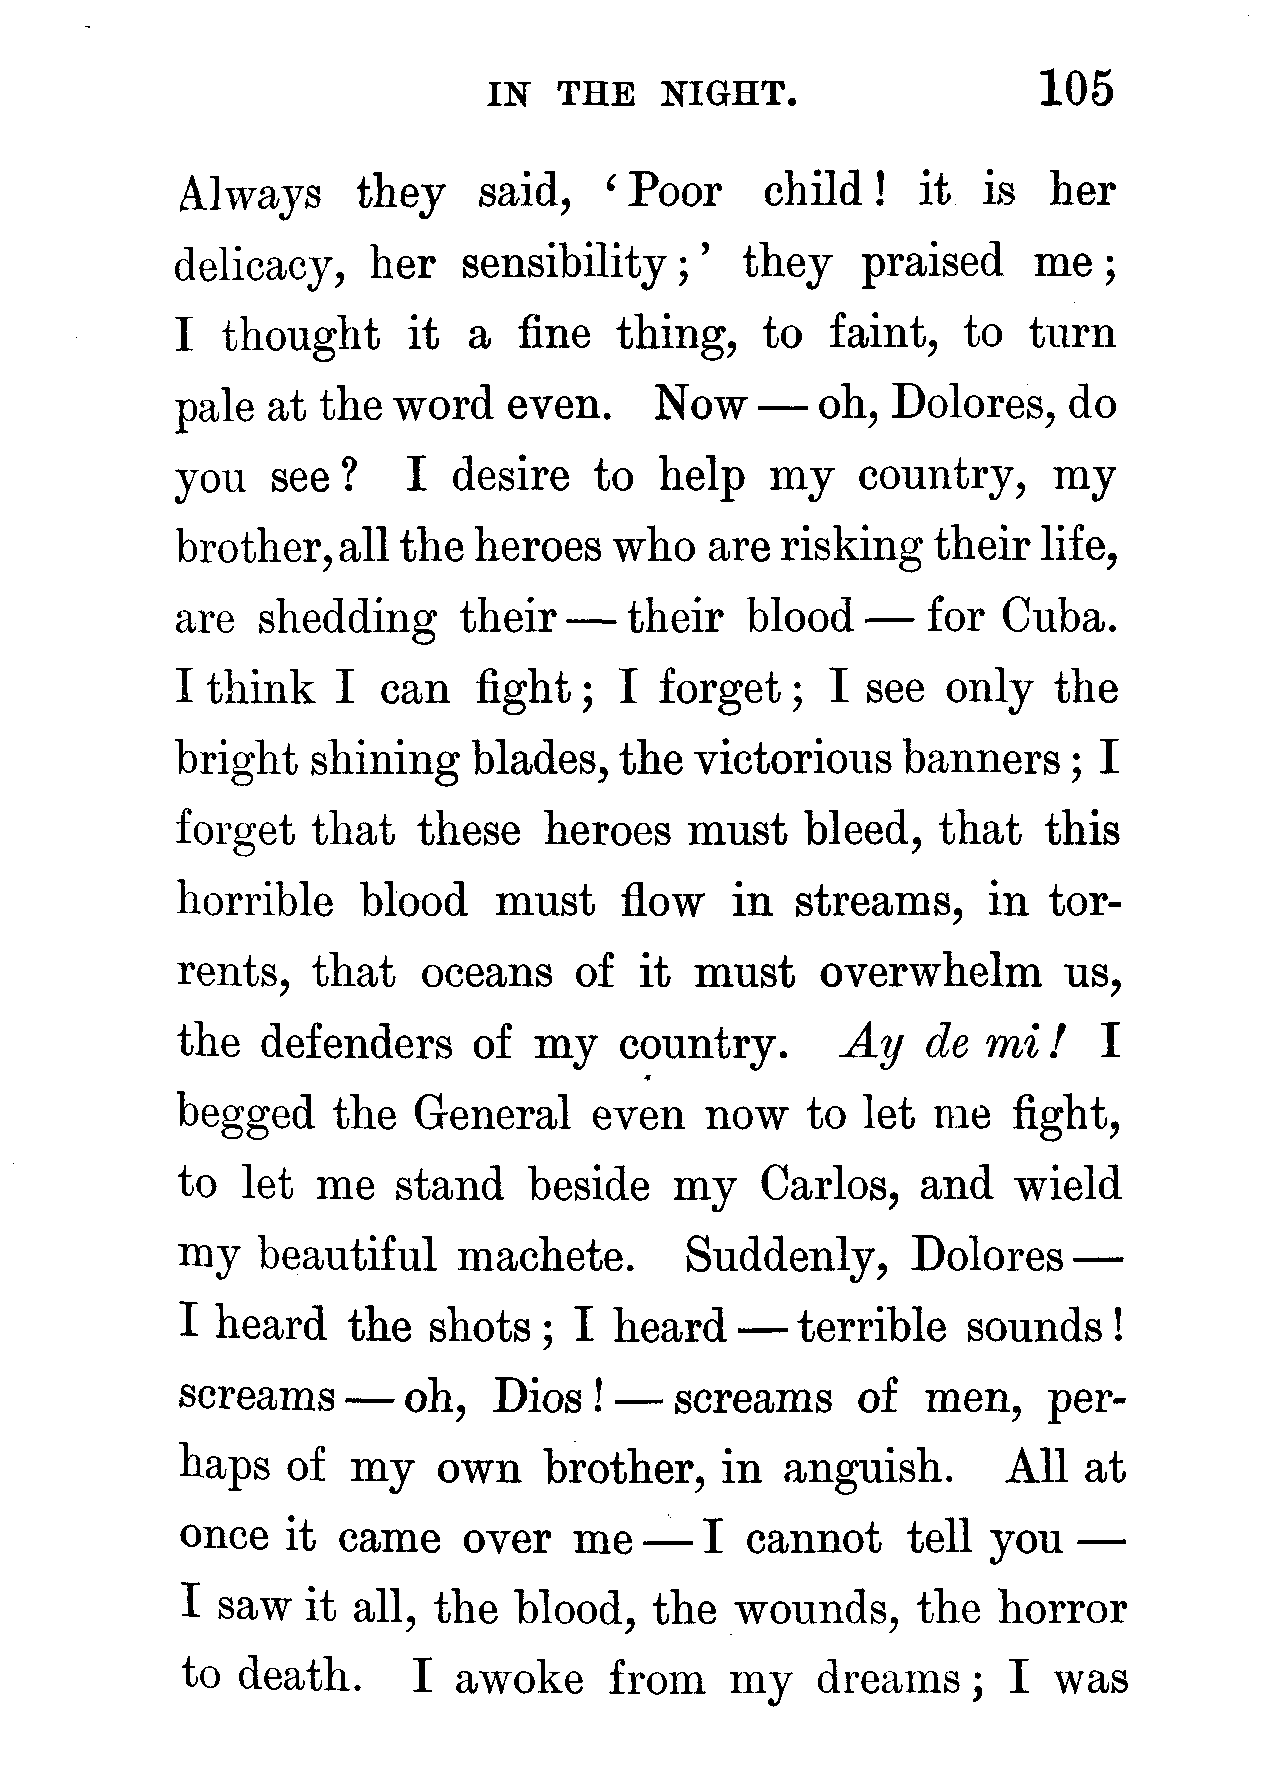 IN THE NIGHT. 105
Always they said, ‘Poor child! it is her
delicacy, her sensibility;’ they praised me;
I thought it a fine thing, to faint, to turn
pale at the word even. Now — oh, Dolores, do
you see? I desire to help my country, my
brother, all the heroes who are risking their life,
are shedding their — their blood — for Cuba.
I think I can fight; I forget; I see only the
bright shining blades, the victorious banners; I
forget that these heroes must bleed, that this
horrible blood must flow in streams, in tor-
rents, that oceans of it must overwhelm us,
the defenders of my country. Ay de mi! I
begged the General even now to let me fight,
to let me stand beside my Carlos, and wield
my beautiful machete. Suddenly, Dolores —
I heard the shots; I heard — terrible sounds!
screams — oh, Dios! — screams of men, per-
haps of my own brother, in anguish. All at
once it came over me — I cannot tell you —
I saw it all, the blood, the wounds, the horror
to death. I awoke from my dreams; I was